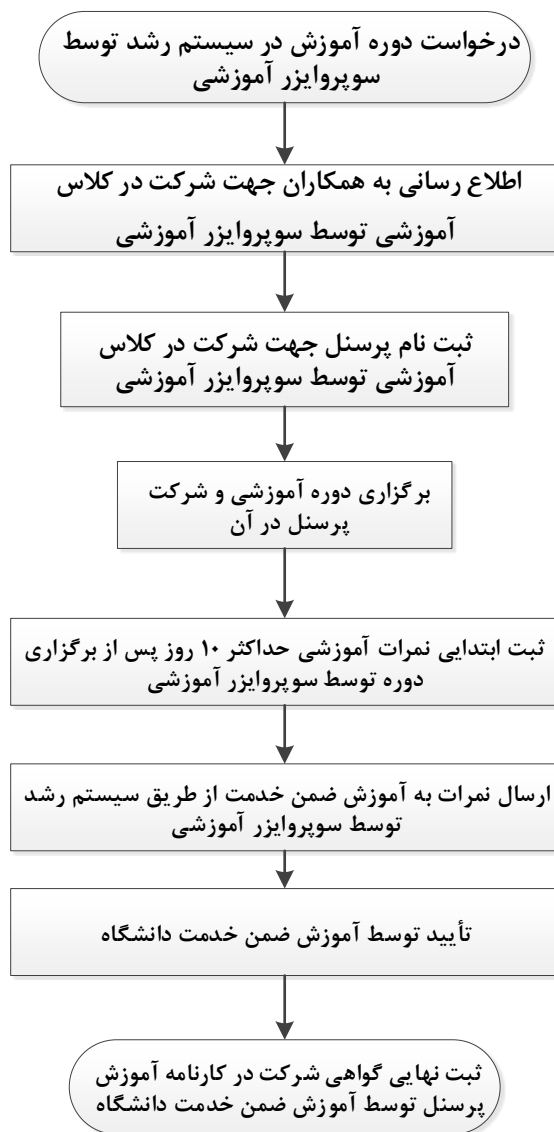 درخواست دوره آموزش در سیستم رشد توسط
سوپروایزر آموزشی
اطلاع رسانی به همکاران جهت شرکت در کلاس
آموزشی توسط سوپروایزر آموزشی
ثبت نام پرسنل جهت شرکت در کلاس
آموزشی توسط سوپروایزر آموزشی
برگزاری دوره آموزشی و شرکت
پرسنل در آن
ثبت ابتدایی نمرات آموزشی حداکثر ۱۰ روز پس از برگزاری
دوره توسط سوپروایزر آموزشی
ارسال نمرات به آموزش ضمن خدمت از طریق سیستم رشد
توسط سوپروایزر آموزشی
تأیید توسط آموزش ضمن خدمت دانشگاه
ثبت نهایی گواهی شرکت در کارنامه آموزش
پرسنل توسط آموزش ضمن خدمت دانشگاه